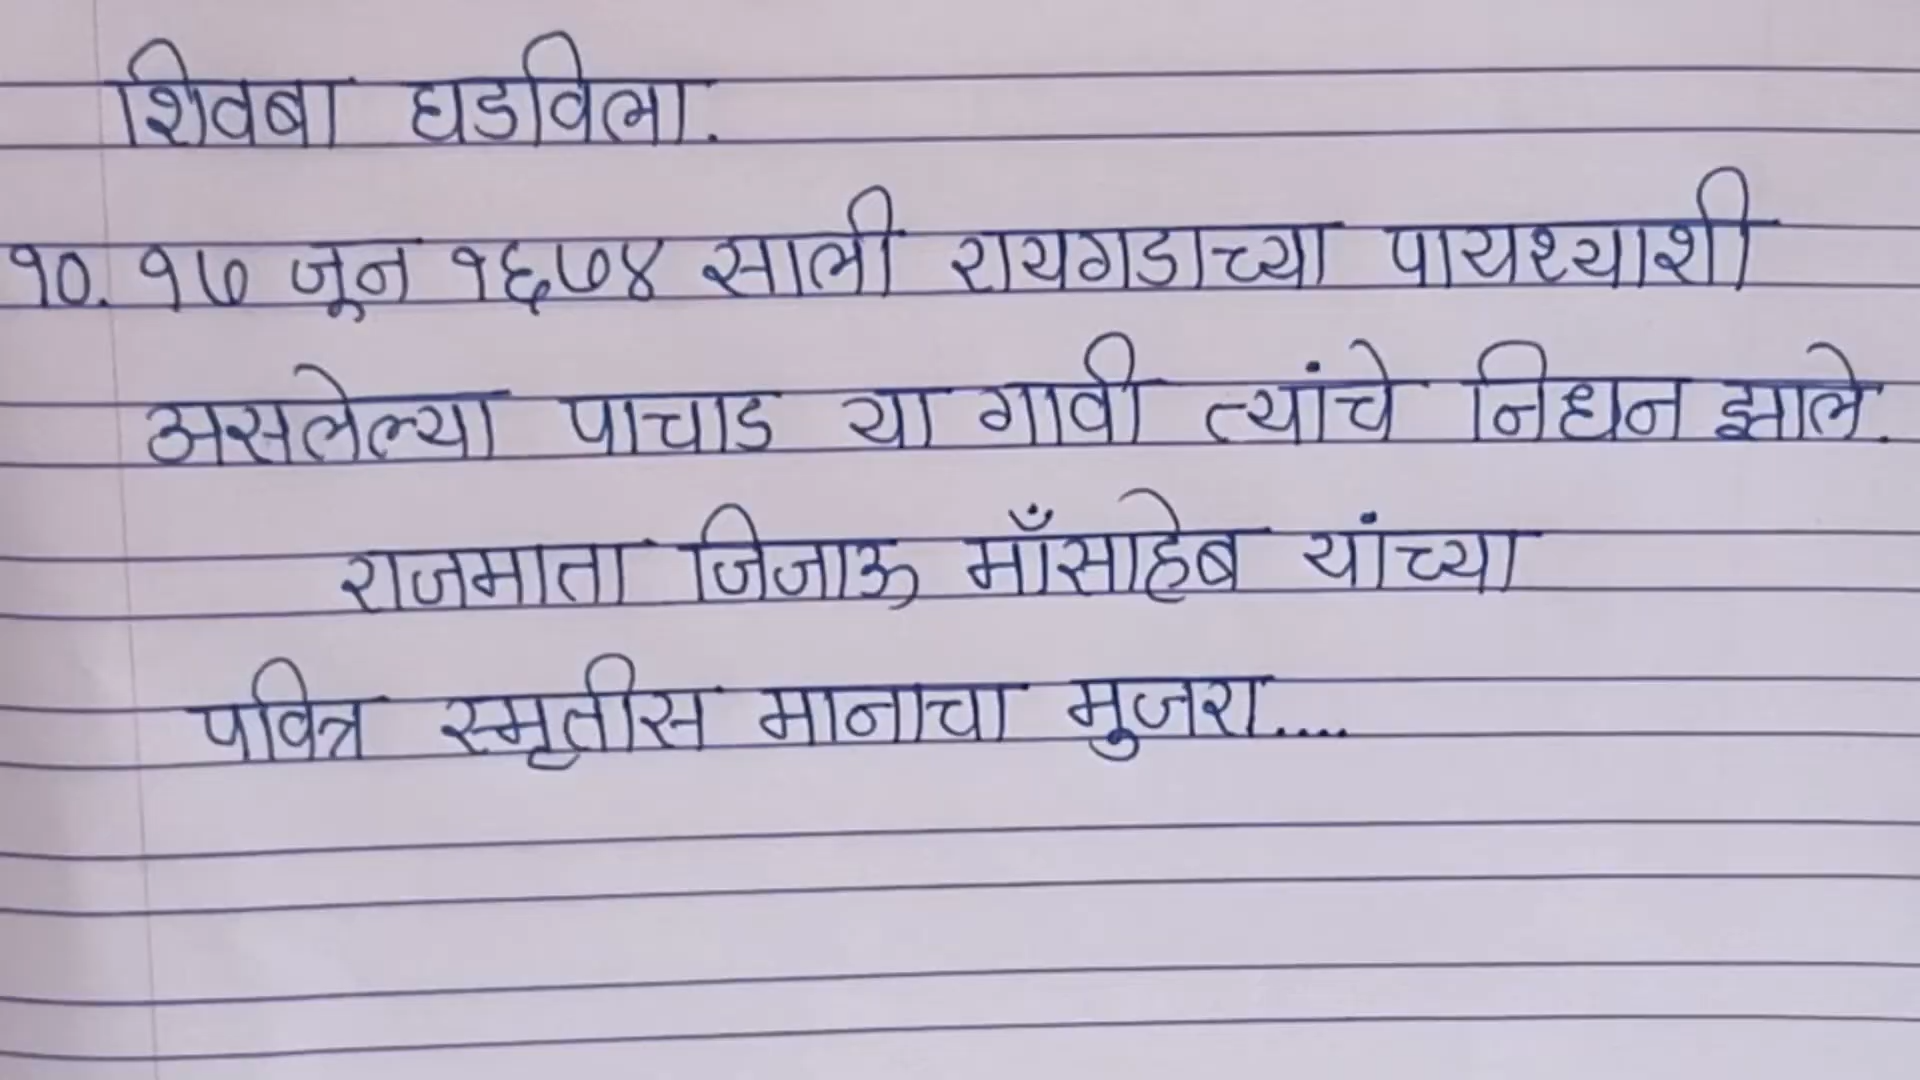 शिवबा घडविला.
१०. १७ जून १६७४ साली रायगडाच्या पायथ्याशी
असलेल्या पाचाड या गावी त्यांचे निधन झाले.
राजमाता जिजाऊ माँसाहेब यांच्या
पवित्र स्मृतीस मानाचा मुजरा....